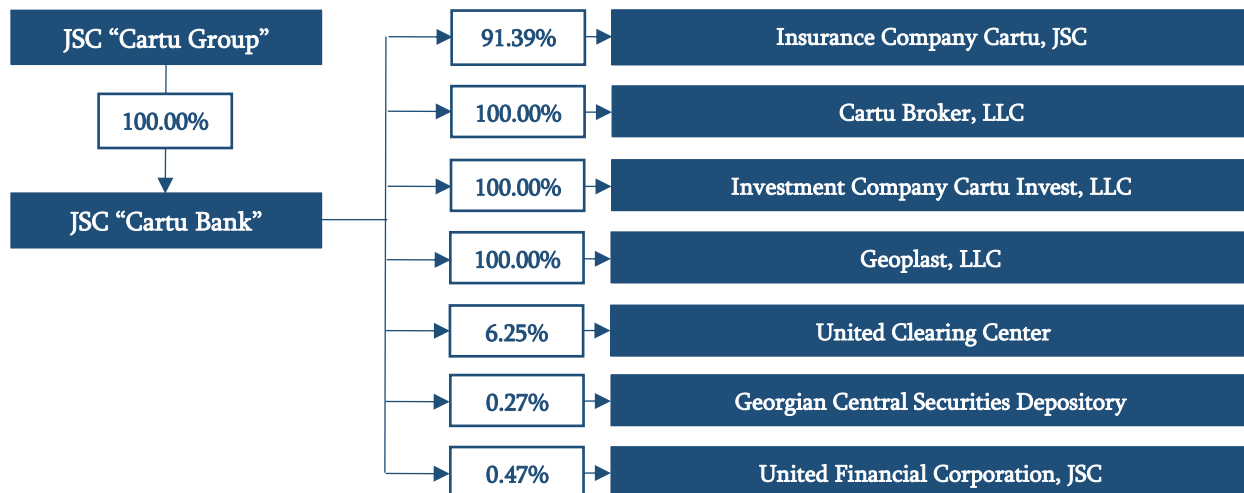 JSC “Cartu Group”
100.00%
JSC “Cartu Bank”
91.39%
Insurance Company Cartu, JSC
100.00%
Cartu Broker, LLC
100.00%
Investment Company Cartu Invest, LLC
100.00%
Geoplast, LLC
6.25%
United Clearing Center
0.27%
Georgian Central Securities Depository
0.47%
United Financial Corporation, JSC